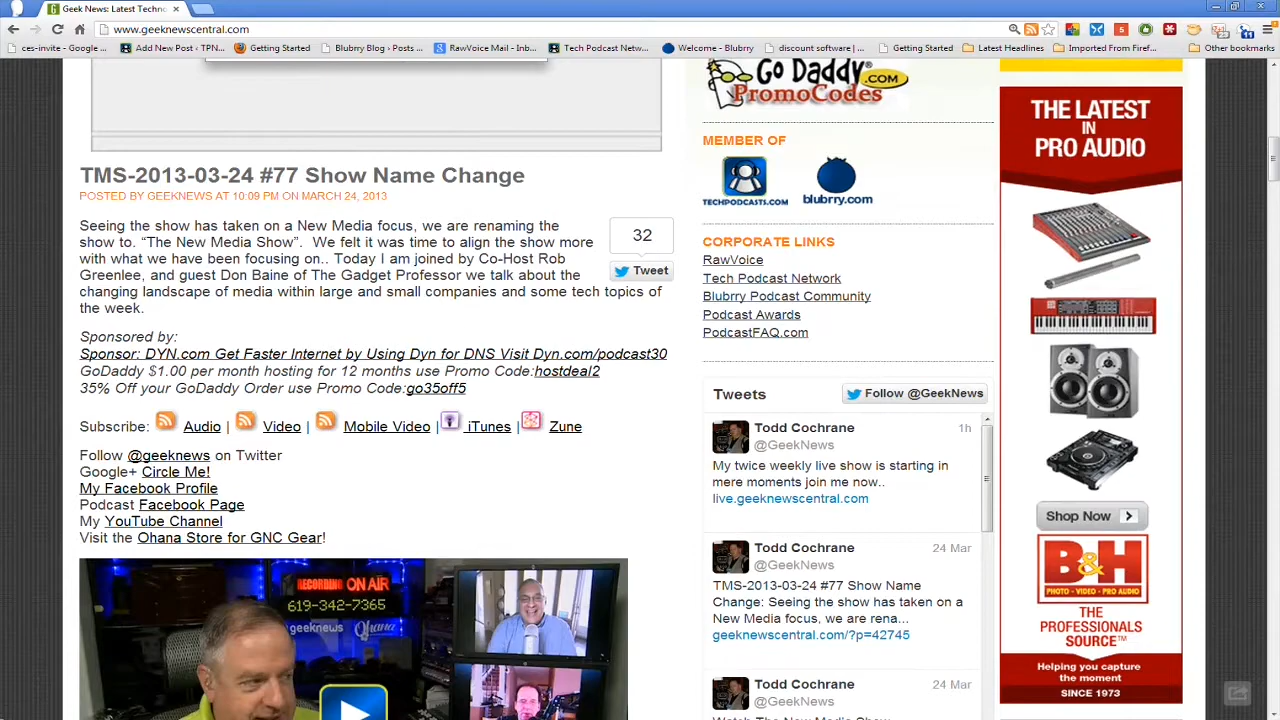 Geek News: Latest Techno
www.geeknewscentral.com
ces-invite - Google ...
Add New Post ‹ TPN...
Getting Started
Blubrry Blog › Posts ...
RawVoice - Mail - Inb...
Tech Podcast Netw...
Welcome - Blubrry
discount software | ...
Getting Started
Latest Headlines
Imported From Firef...
Other bookmarks
Go Daddy®.COM
PromoCodes
MEMBER OF
TECHPODCASTS.COM
blubrry.com
CORPORATE LINKS
RawVoice
Tech Podcast Network
Blubrry Podcast Community
Podcast Awards
PodcastFAQ.com
TMS-2013-03-24 #77 Show Name Change
POSTED BY GEEKNEWS AT 10:09 PM ON MARCH 24, 2013
Seeing the show has taken on a New Media focus, we are renaming the
show to. “The New Media Show”.  We felt it was time to align the show more
with what we have been focusing on.. Today I am joined by Co-Host Rob
Greenlee, and guest Don Baine of The Gadget Professor we talk about the
changing landscape of media within large and small companies and some tech topics of
the week.
32
Tweet
Sponsored by:
Sponsor: DYN.com Get Faster Internet by Using Dyn for DNS Visit Dyn.com/podcast30
GoDaddy $1.00 per month hosting for 12 months use Promo Code:hostdeal2
35% Off your GoDaddy Order use Promo Code:go35off5
Subscribe: Audio | Video | Mobile Video | iTunes | Zune
Follow @geeknews on Twitter
Google+ Circle Me!
My Facebook Profile
Podcast Facebook Page
My YouTube Channel
Visit the Ohana Store for GNC Gear!
RECORDING ON AIR
619-342-7365
geeknews Ohana
Tweets
Follow @GeekNews
Todd Cochrane 1h
@GeekNews
My twice weekly live show is starting in
mere moments join me now..
live.geeknewscentral.com
Todd Cochrane 24 Mar
@GeekNews
TMS-2013-03-24 #77 Show Name
Change: Seeing the show has taken on a
New Media focus, we are rena...
geeknewscentral.com/?p=42745
Todd Cochrane 24 Mar
@GeekNews
Watch The New Media Show
THE LATEST
IN
PRO AUDIO
Shop Now
B&H
PHOTO - VIDEO - PRO AUDIO
THE
PROFESSIONALS
SOURCE™
Helping you capture
the moment
SINCE 1973